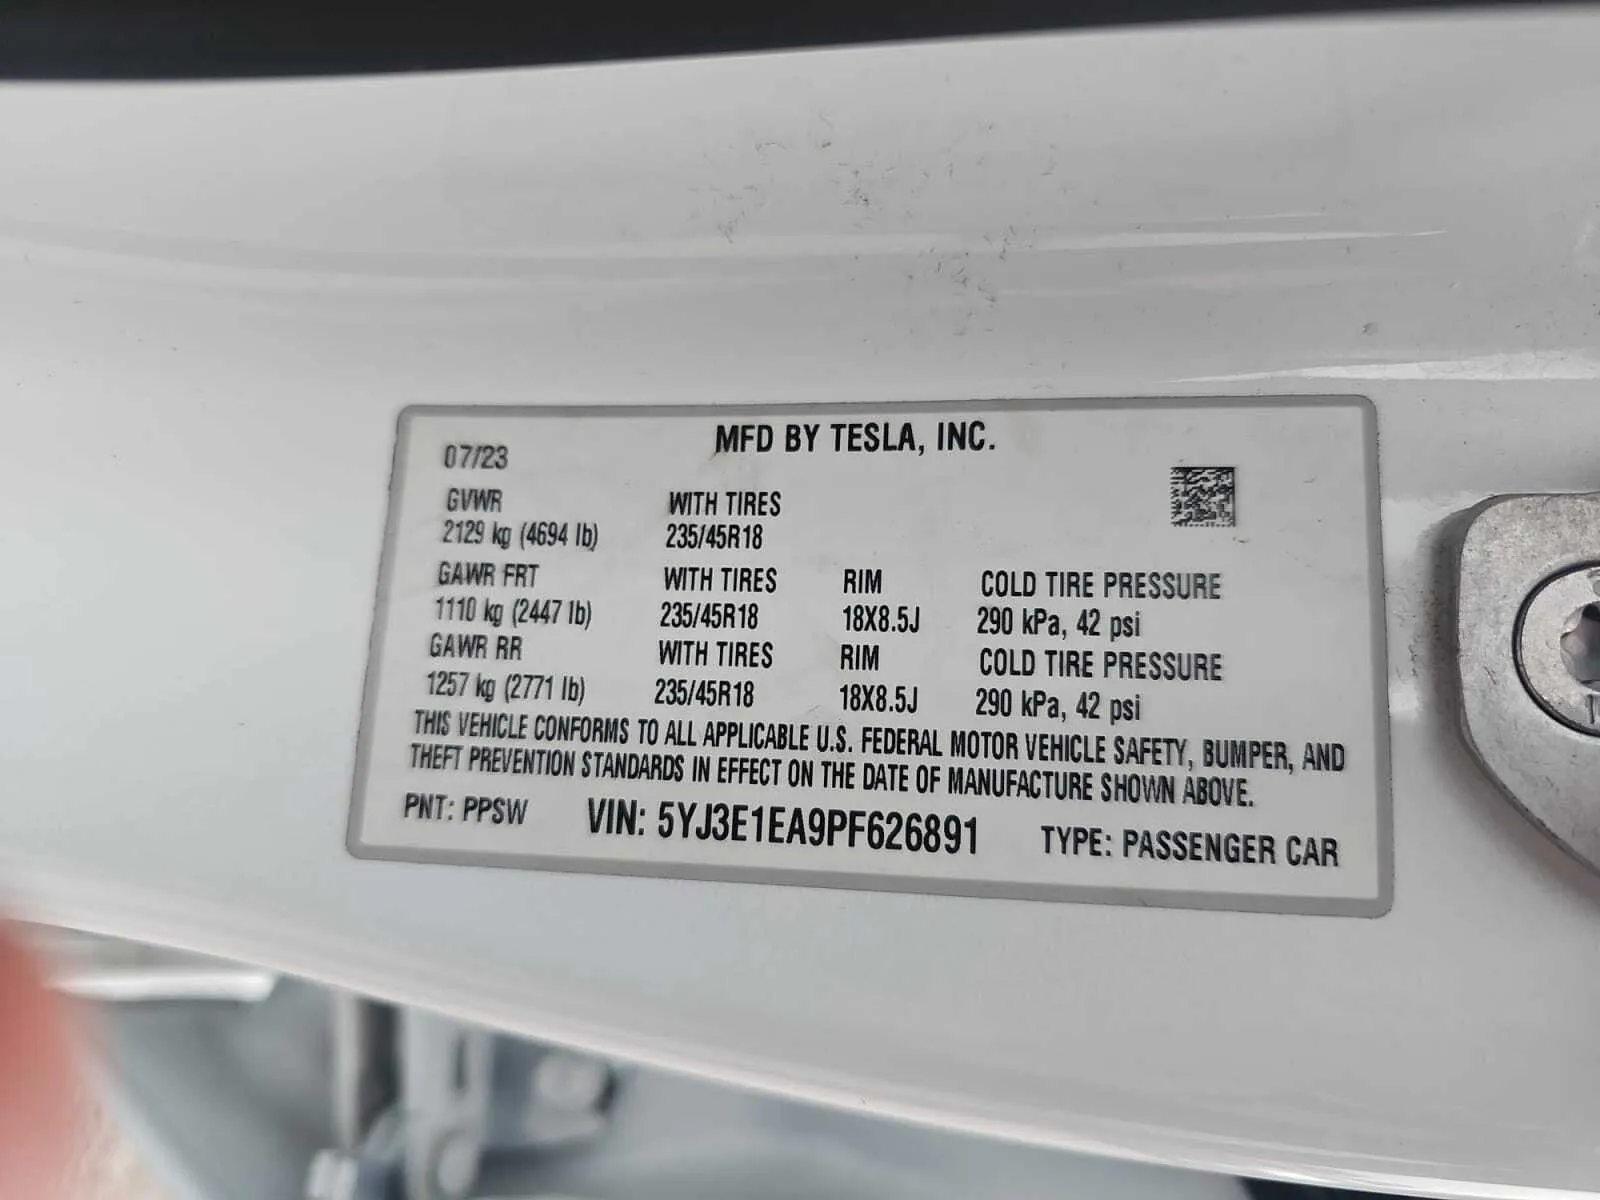 MFD BY TESLA, INC.
07/23
GVWR WITH TIRES
2129 kg (4694 lb) 235/45R18
GAWR FRT WITH TIRES RIM COLD TIRE PRESSURE
1110 kg (2447 lb) 235/45R18 18X8.5J 290 kPa, 42 psi
GAWR RR WITH TIRES RIM COLD TIRE PRESSURE
1257 kg (2771 lb) 235/45R18 18X8.5J 290 kPa, 42 psi
THIS VEHICLE CONFORMS TO ALL APPLICABLE U.S. FEDERAL MOTOR VEHICLE SAFETY, BUMPER, AND
THEFT PREVENTION STANDARDS IN EFFECT ON THE DATE OF MANUFACTURE SHOWN ABOVE.
PNT: PPSW VIN: 5YJ3E1EA9PF626891 TYPE: PASSENGER CAR